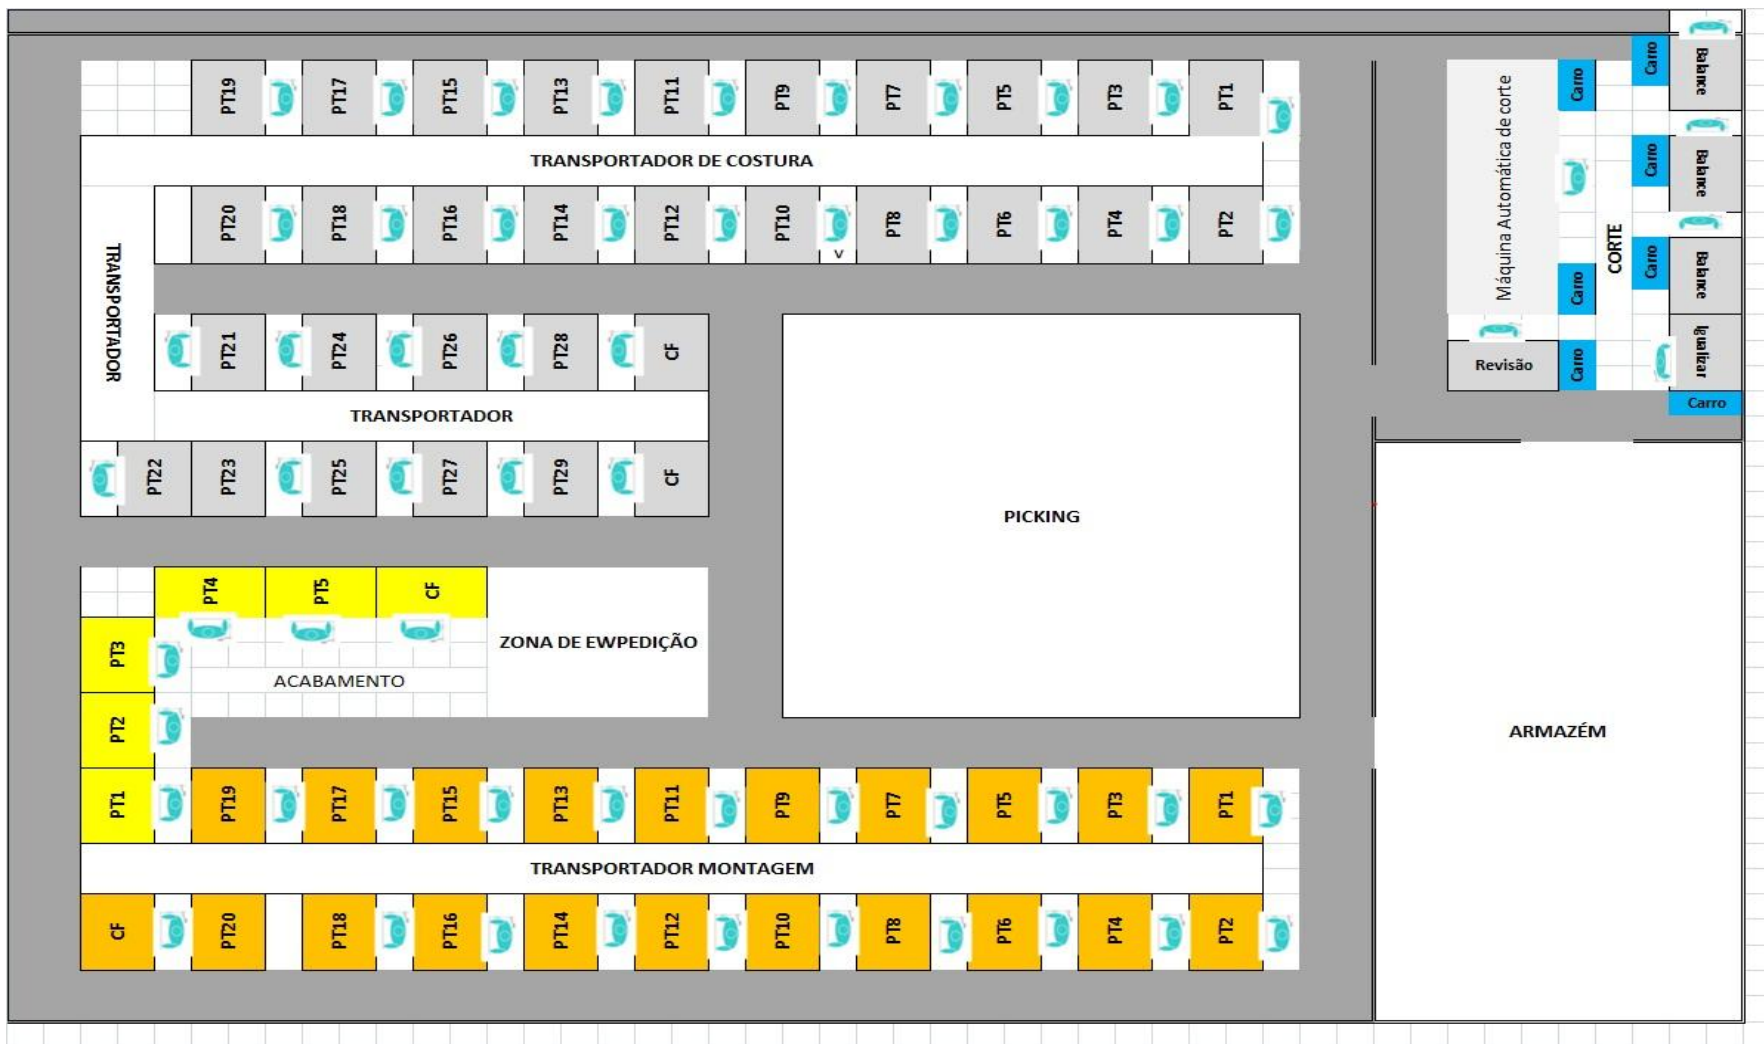 PT19
PT17
PT15
PT13
PT11
PT9
PT7
PT5
PT3
PT1
TRANSPORTADOR DE COSTURA
PT20
PT18
PT16
PT14
PT12
PT10
PT8
PT6
PT4
PT2
v
TRANSPORTADOR
PT21
PT24
PT26
PT28
CF
TRANSPORTADOR
PT22
PT23
PT25
PT27
PT29
CF
PICKING
Máquina Automática de corte
Revisão
Carro
Carro
Carro
CORTE
Carro
Carro
Carro
Balance
Balance
Balance
Igualizar
Carro
ARMAZÉM
PT4
PT5
CF
PT3
PT2
PT1
ACABAMENTO
ZONA DE EWPEDIÇÃO
PT19
PT17
PT15
PT13
PT11
PT9
PT7
PT5
PT3
PT1
TRANSPORTADOR MONTAGEM
CF
PT20
PT18
PT16
PT14
PT12
PT10
PT8
PT6
PT4
PT2